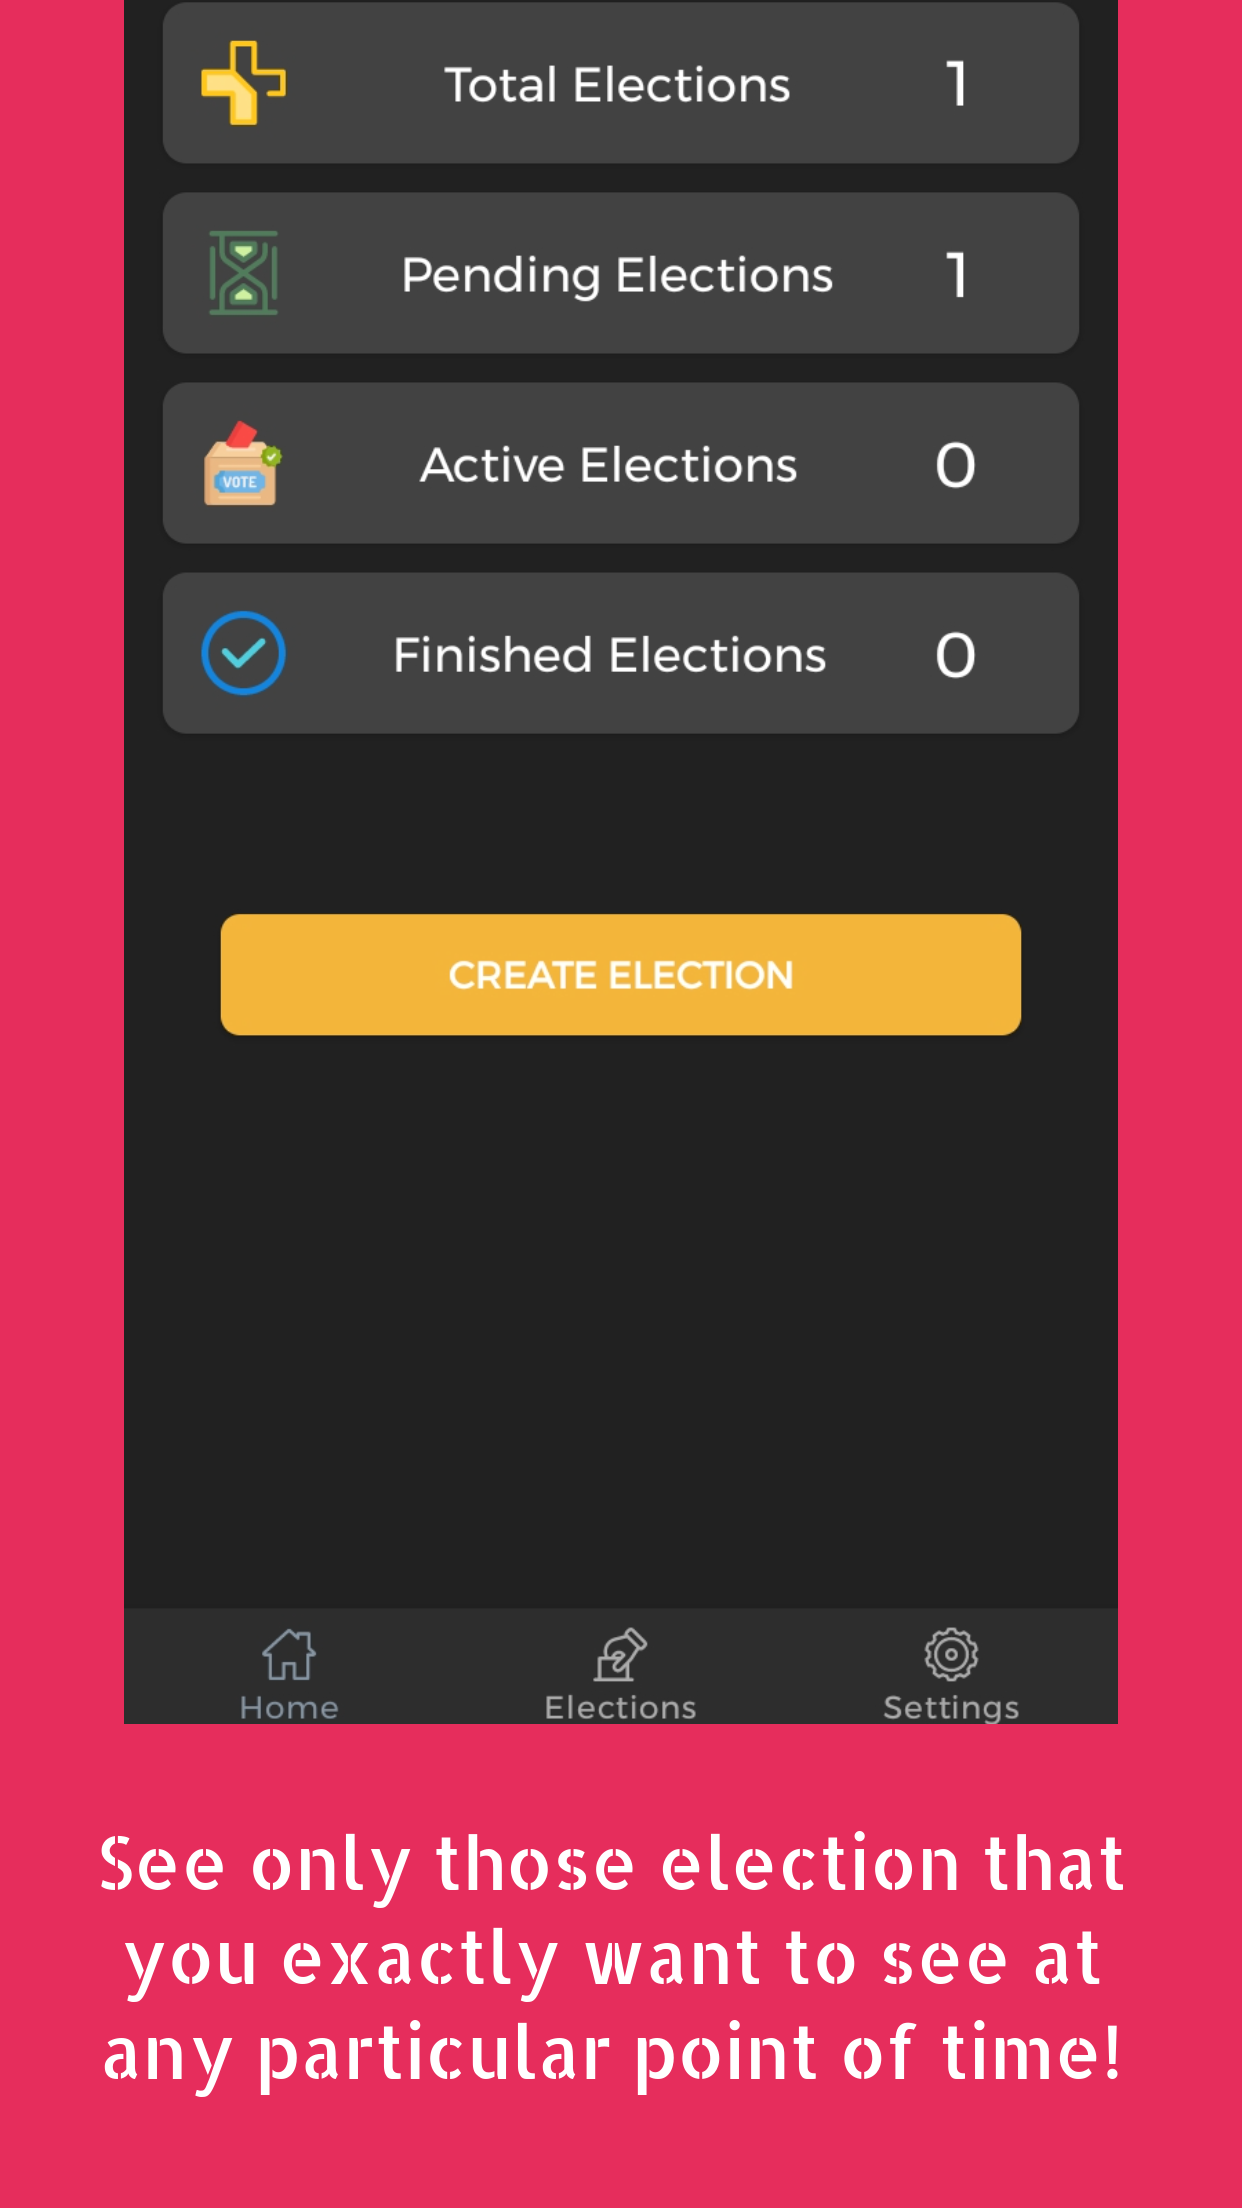 Total Elections 1
Pending Elections 1
VOTE
Active Elections 0
Finished Elections 0
CREATE ELECTION
Home Elections Settings
See only those election that
you exactly want to see at
any particular point of time!